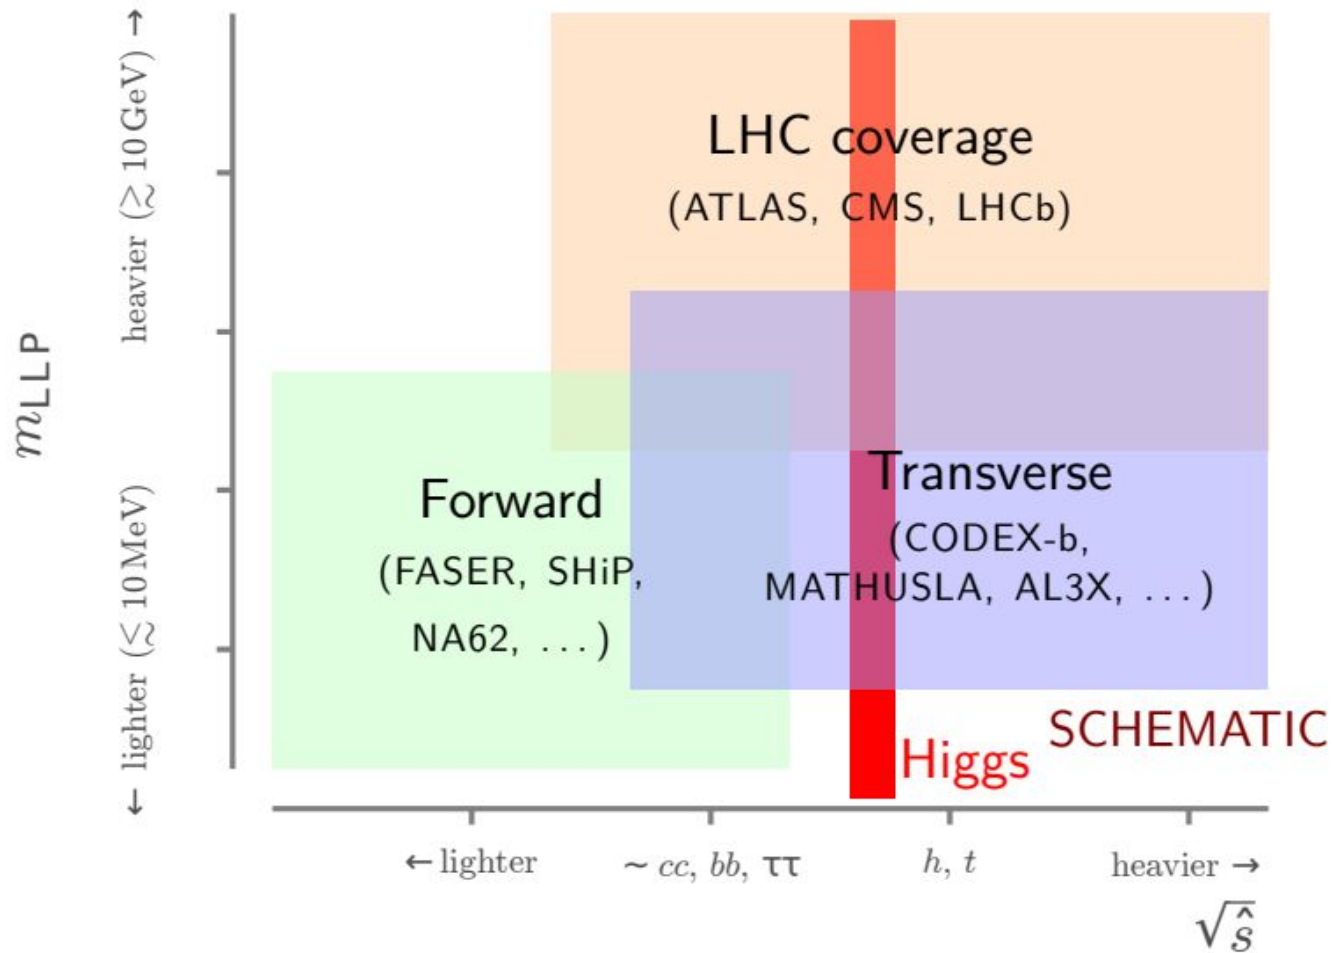 heavier (≳ 10 GeV) →
← lighter (≲ 10 MeV)
mLLP
LHC coverage
(ATLAS, CMS, LHCb)
Forward
(FASER, SHiP,
NA62, ...)
Transverse
(CODEX-b,
MATHUSLA, AL3X, ...)
SCHEMATIC
Higgs
← lighter
~ cc, bb, ττ
h, t
heavier →
√ŝ